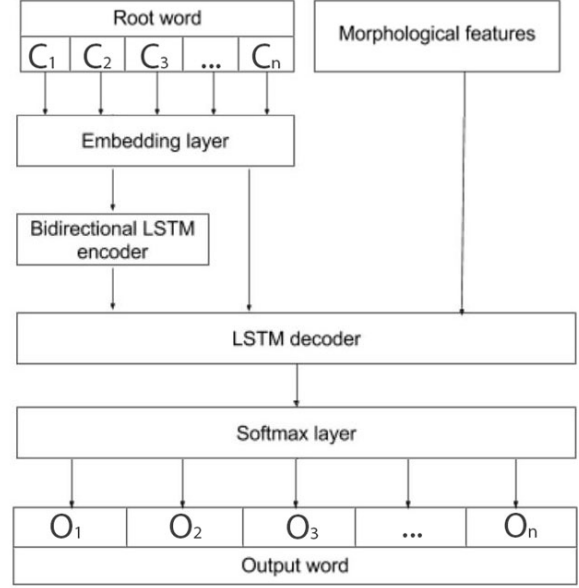 Root word
C₁ C₂ C₃ ... Cₙ
Morphological features
Embedding layer
Bidirectional LSTM
encoder
LSTM decoder
Softmax layer
O₁ O₂ O₃ ... Oₙ
Output word